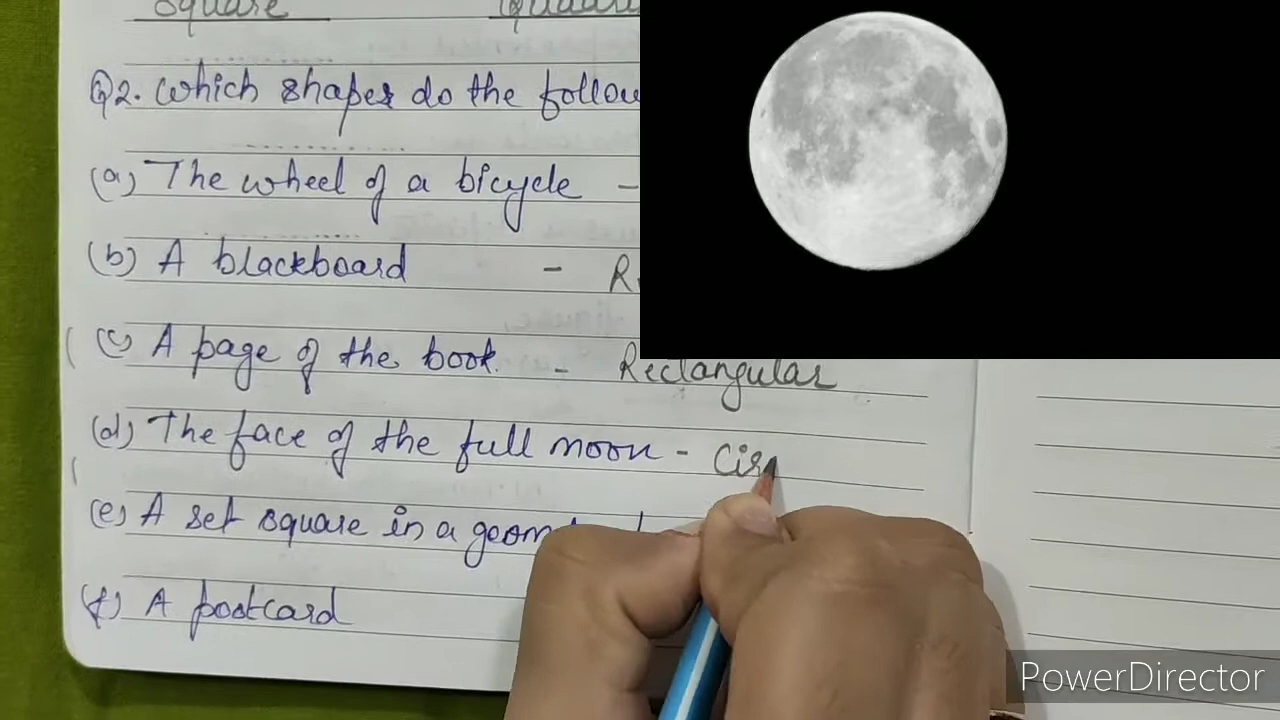 Square
Q2. Which shapes do the
(a) The wheel of a bicycle -
(b) A blackboard - R
(c) A page of the book. - Rectangular
(d) The face of the full moon - Cir
(e) A set square in a geom
(f) A postcard
PowerDirector